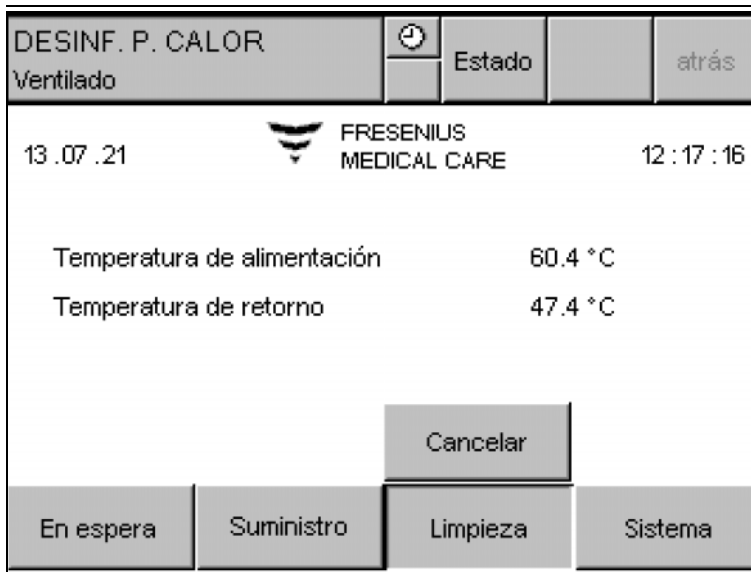 DESINF. P. CALOR
Ventilado
Estado
atrás
13 .07 .21
FRESENIUS
MEDICAL CARE
12 : 17 : 16
Temperatura de alimentación 60.4 °C
Temperatura de retorno 47.4 °C
Cancelar
En espera
Suministro
Limpieza
Sistema